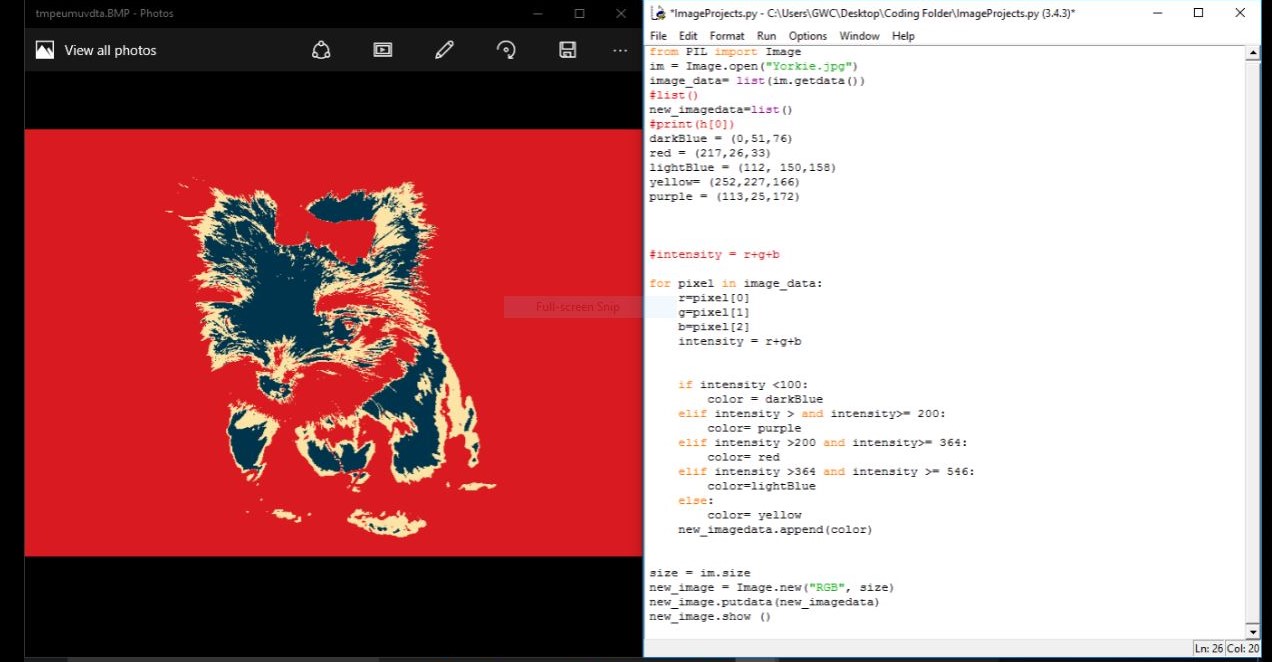 tmpeumuvdta.BMP - Photos
View all photos
Full-screen Snip
*ImageProjects.py - C:\Users\GWC\Desktop\Coding Folder\ImageProjects.py (3.4.3)*
File Edit Format Run Options Window Help
from PIL import Image
im = Image.open("Yorkie.jpg")
image_data= list(im.getdata())
#list()
new_imagedata=list()
#print(h[0])
darkBlue = (0,51,76)
red = (217,26,33)
lightBlue = (112, 150,158)
yellow= (252,227,166)
purple = (113,25,172)
#intensity = r+g+b
for pixel in image_data:
r=pixel[0]
g=pixel[1]
b=pixel[2]
intensity = r+g+b
if intensity <100:
color = darkBlue
elif intensity > and intensity>= 200:
color= purple
elif intensity >200 and intensity>= 364:
color= red
elif intensity >364 and intensity >= 546:
color=lightBlue
else:
color= yellow
new_imagedata.append(color)
size = im.size
new_image = Image.new("RGB", size)
new_image.putdata(new_imagedata)
new_image.show ()
Ln: 26 Col: 20